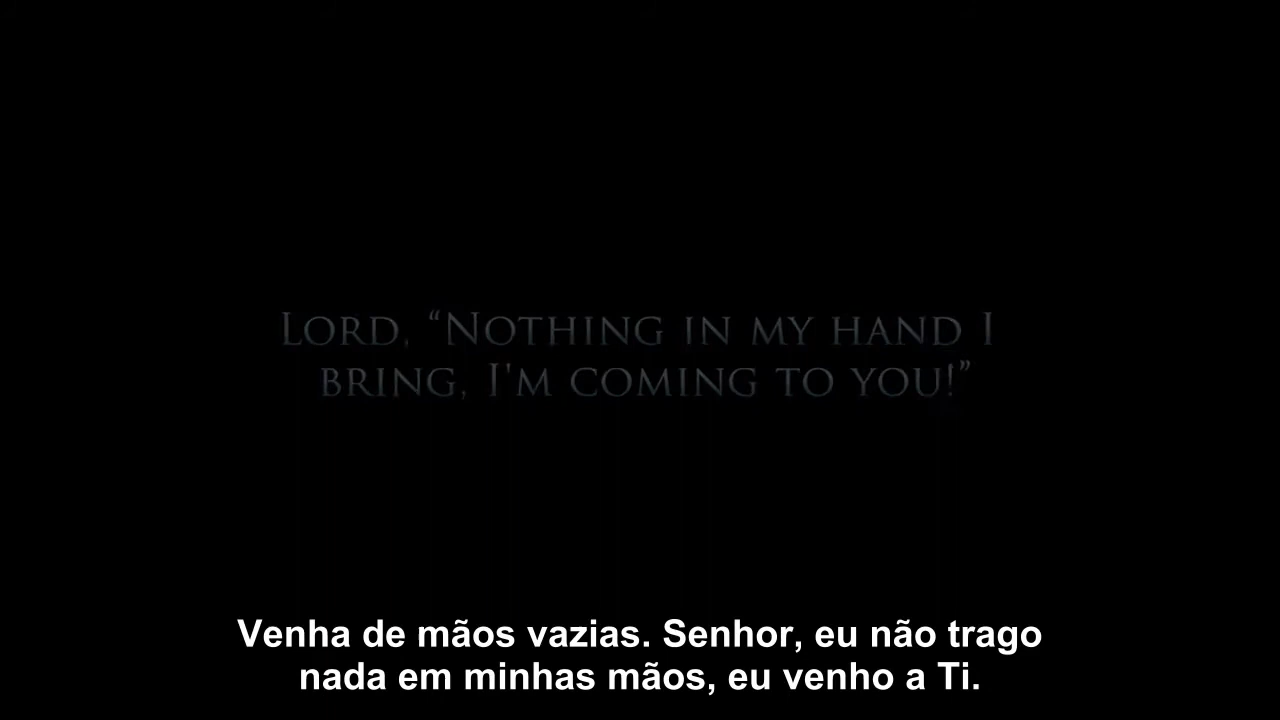 Lord, “Nothing in my hand I
bring, I'm coming to you!”
Venha de mãos vazias. Senhor, eu não trago
nada em minhas mãos, eu venho a Ti.